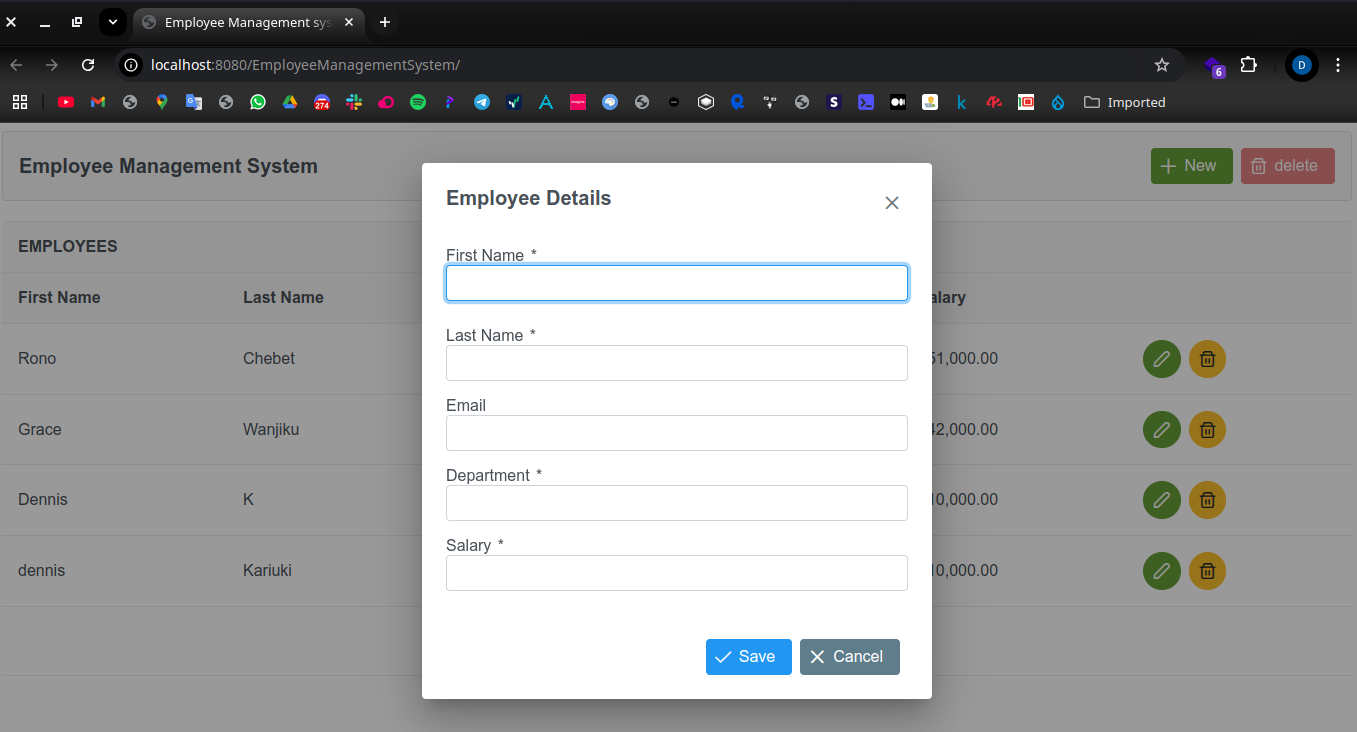 Employee Management sys
localhost:8080/EmployeeManagementSystem/
D
6
274
S
k
Imported
Employee Management System
New
delete
Employee Details
EMPLOYEES
First Name *
First Name
Last Name
alary
Last Name *
Rono
Chebet
51,000.00
Email
Grace
Wanjiku
42,000.00
Department *
Dennis
K
10,000.00
Salary *
dennis
Kariuki
10,000.00
Save
Cancel